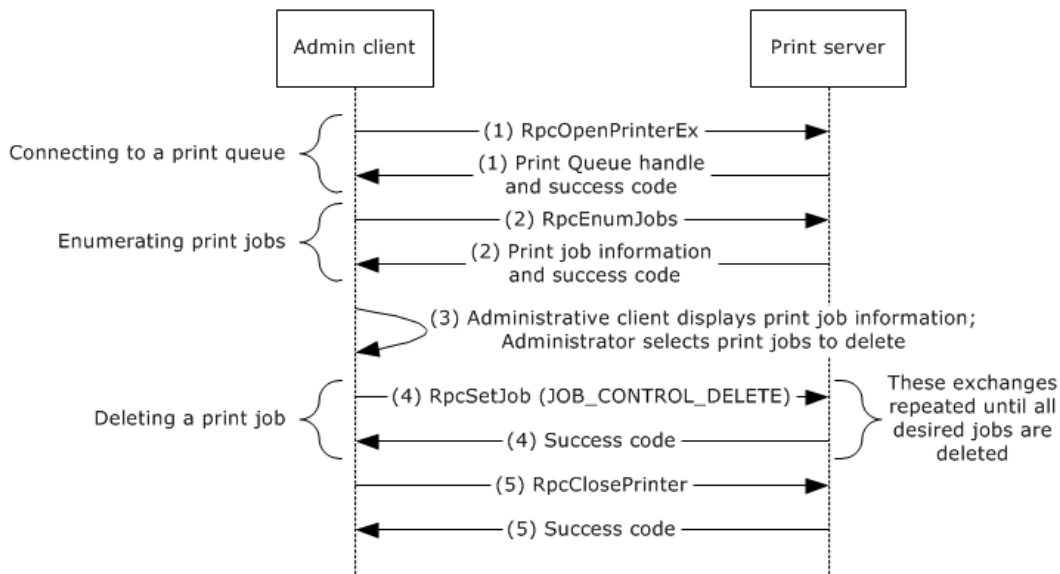 Admin client
Print server
(1) RpcOpenPrinterEx
Connecting to a print queue
(1) Print Queue handle
and success code
(2) RpcEnumJobs
Enumerating print jobs
(2) Print job information
and success code
(3) Administrative client displays print job information;
Administrator selects print jobs to delete
Deleting a print job
(4) RpcSetJob (JOB_CONTROL_DELETE)
(4) Success code
These exchanges
repeated until all
desired jobs are
deleted
(5) RpcClosePrinter
(5) Success code